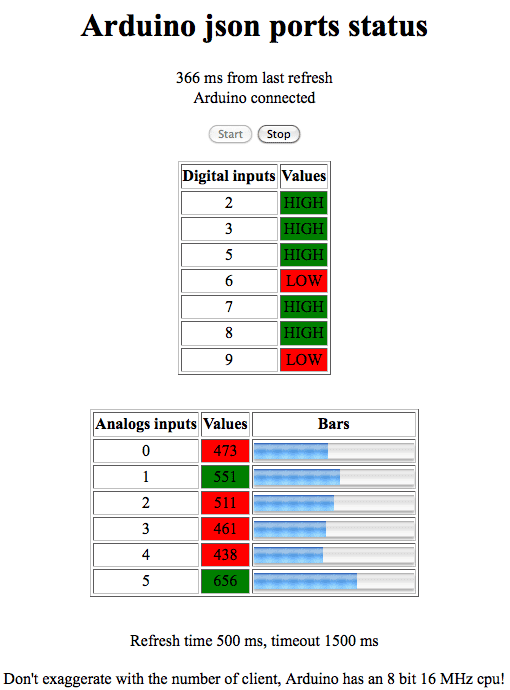 Arduino json ports status
366 ms from last refresh
Arduino connected
Start Stop
Digital inputs Values
2 HIGH
3 HIGH
5 HIGH
6 LOW
7 HIGH
8 HIGH
9 LOW
Analogs inputs Values Bars
0 473
1 551
2 511
3 461
4 438
5 656
Refresh time 500 ms, timeout 1500 ms
Don't exaggerate with the number of client, Arduino has an 8 bit 16 MHz cpu!